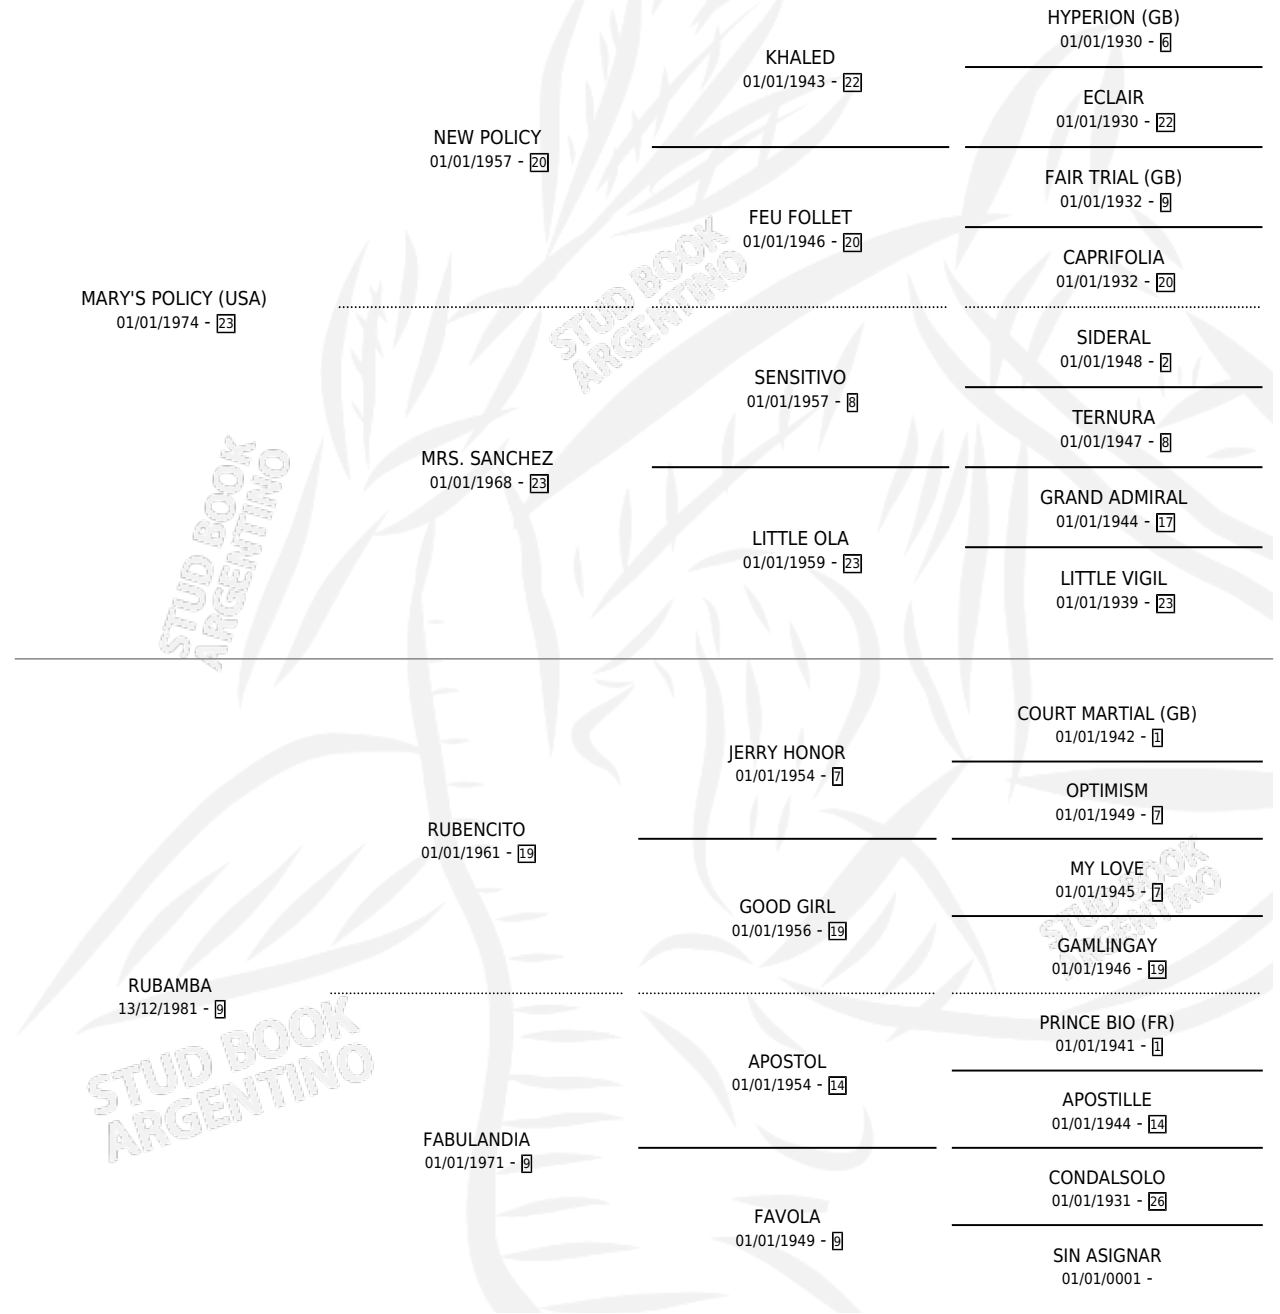 HYPERION (GB)
01/01/1930 - 6
KHALED
01/01/1943 - 22
ECLAIR
01/01/1930 - 22
NEW POLICY
01/01/1957 - 20
FAIR TRIAL (GB)
01/01/1932 - 9
FEU FOLLET
01/01/1946 - 20
CAPRIFOLIA
01/01/1932 - 20
MARY'S POLICY (USA)
01/01/1974 - 23
STUD BOOK
ARGENTINO
SIDERAL
01/01/1948 - 2
SENSITIVO
01/01/1957 - 8
TERNURA
01/01/1947 - 8
MRS. SANCHEZ
01/01/1968 - 23
GRAND ADMIRAL
01/01/1944 - 17
LITTLE OLA
01/01/1959 - 23
LITTLE VIGIL
01/01/1939 - 23
STUD BOOK
ARGENTINO
COURT MARTIAL (GB)
01/01/1942 - 1
JERRY HONOR
01/01/1954 - 7
OPTIMISM
01/01/1949 - 7
RUBENCITO
01/01/1961 - 19
MY LOVE
01/01/1945 - 7
GOOD GIRL
01/01/1956 - 19
GAMLINGAY
01/01/1946 - 19
STUD BOOK
ARGENTINO
RUBAMBA
13/12/1981 - 9
PRINCE BIO (FR)
01/01/1941 - 1
APOSTOL
01/01/1954 - 14
APOSTILLE
01/01/1944 - 14
STUD BOOK
ARGENTINO
FABULANDIA
01/01/1971 - 9
CONDALSOLO
01/01/1931 - 26
FAVOLA
01/01/1949 - 9
SIN ASIGNAR
01/01/0001 -